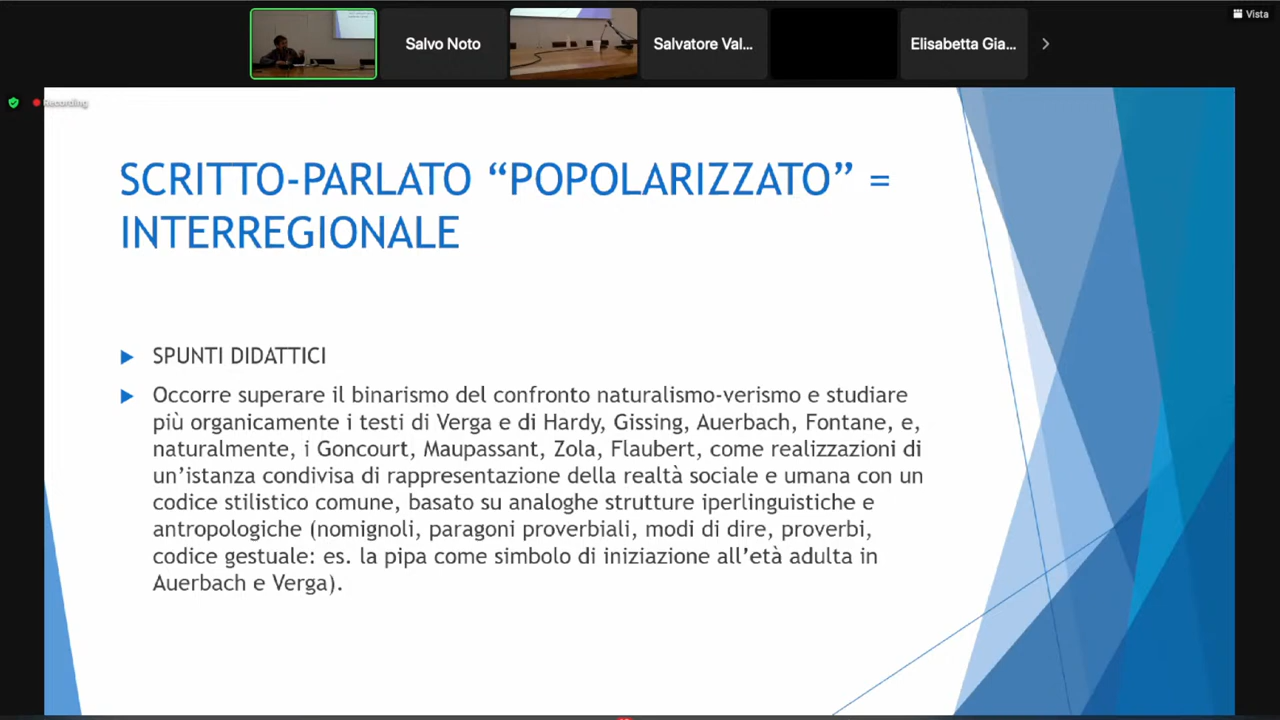 Vista
Salvo Noto
Salvatore Val...
Elisabetta Gia...
Recording
SCRITTO-PARLATO “POPOLARIZZATO” =
INTERREGIONALE
SPUNTI DIDATTICI
Occorre superare il binarismo del confronto naturalismo-verismo e studiare
più organicamente i testi di Verga e di Hardy, Gissing, Auerbach, Fontane, e,
naturalmente, i Goncourt, Maupassant, Zola, Flaubert, come realizzazioni di
un’istanza condivisa di rappresentazione della realtà sociale e umana con un
codice stilistico comune, basato su analoghe strutture iperlinguistiche e
antropologiche (nomignoli, paragoni proverbiali, modi di dire, proverbi,
codice gestuale: es. la pipa come simbolo di iniziazione all’età adulta in
Auerbach e Verga).